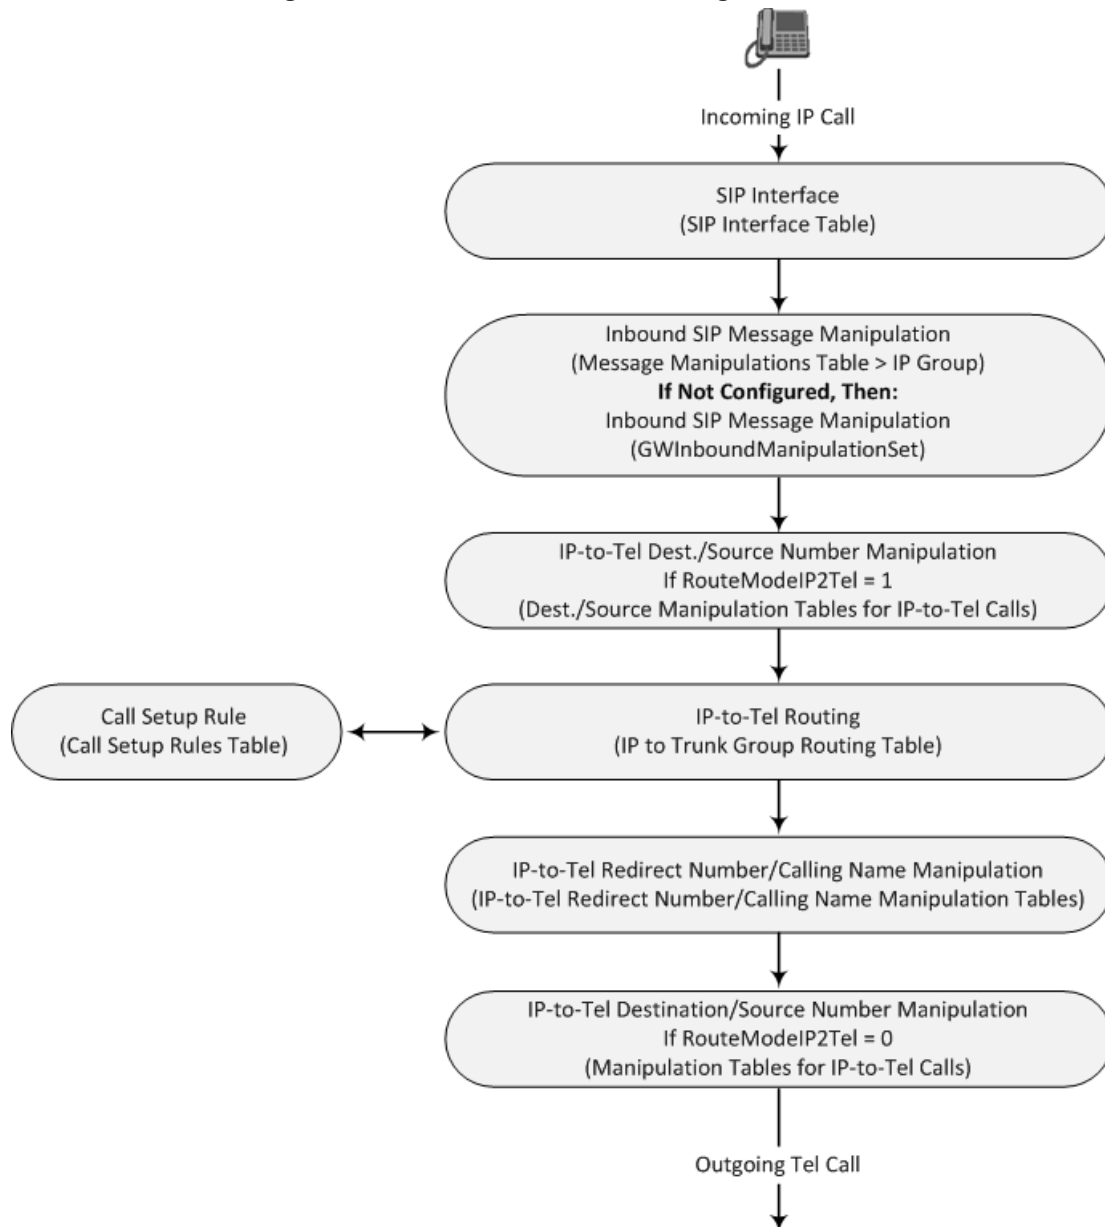 Incoming IP Call
SIP Interface
(SIP Interface Table)
Inbound SIP Message Manipulation
(Message Manipulations Table > IP Group)
If Not Configured, Then:
Inbound SIP Message Manipulation
(GWInboundManipulationSet)
IP-to-Tel Dest./Source Number Manipulation
If RouteModeIP2Tel = 1
(Dest./Source Manipulation Tables for IP-to-Tel Calls)
Call Setup Rule
(Call Setup Rules Table)
IP-to-Tel Routing
(IP to Trunk Group Routing Table)
IP-to-Tel Redirect Number/Calling Name Manipulation
(IP-to-Tel Redirect Number/Calling Name Manipulation Tables)
IP-to-Tel Destination/Source Number Manipulation
If RouteModeIP2Tel = 0
(Manipulation Tables for IP-to-Tel Calls)
Outgoing Tel Call